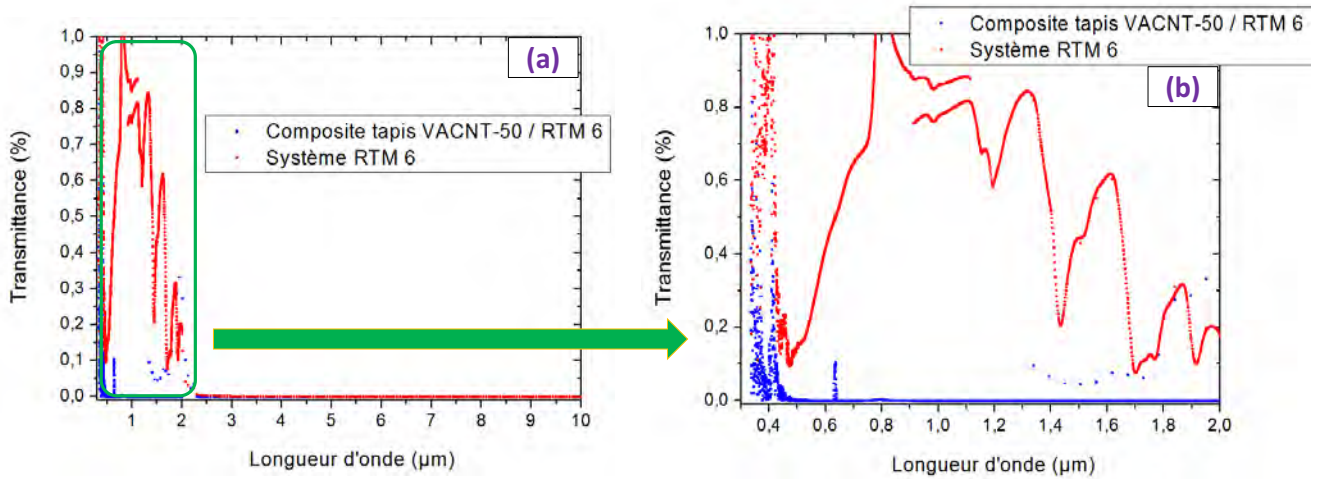 Composite tapis VACNT-50 / RTM 6
Système RTM 6
(a)
Transmittance (%)
1,0
0,9
0,8
0,7
0,6
0,5
0,4
0,3
0,2
0,1
0,0
1 2 3 4 5 6 7 8 9 10
Longueur d'onde (µm)
Composite tapis VACNT-50 / RTM 6
Système RTM 6
(b)
Transmittance (%)
1,0
0,8
0,6
0,4
0,2
0,0
0,4 0,6 0,8 1,0 1,2 1,4 1,6 1,8 2,0
Longueur d'onde (µm)